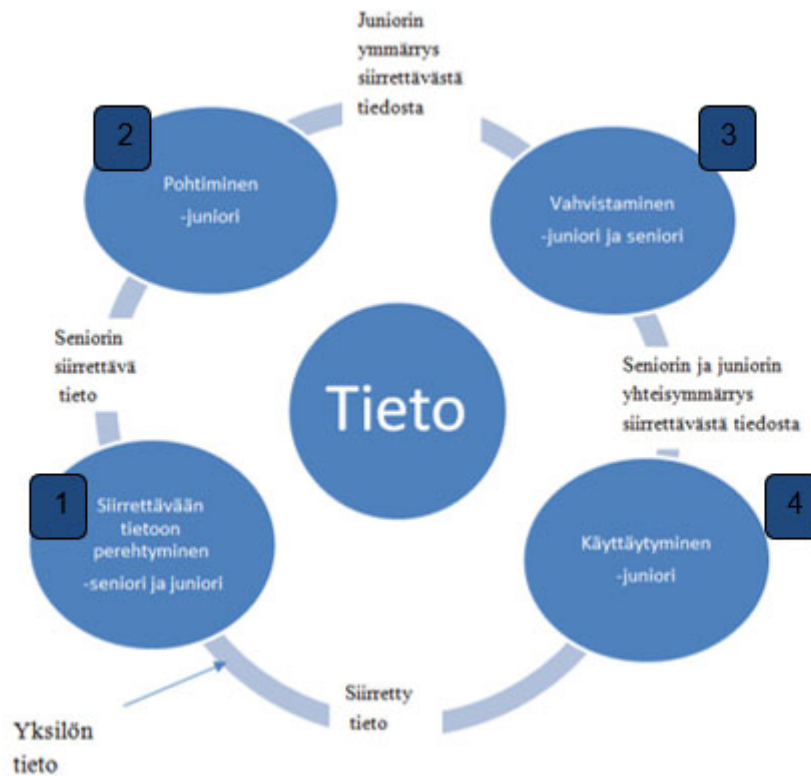 Juniorin
ymmärrys
siirrettävästä
tiedosta
2
Pohtiminen
-juniori
3
Vahvistaminen
-juniori ja seniori
Seniorin
siirrettävä
tieto
Tieto
Seniorin ja juniorin
yhteisymmärrys
siirrettävästä tiedosta
1
Siirrettävään
tietoon
perehtyminen
-seniori ja juniori
4
Käyttäytyminen
-juniori
Siirretty
tieto
Yksilön
tieto